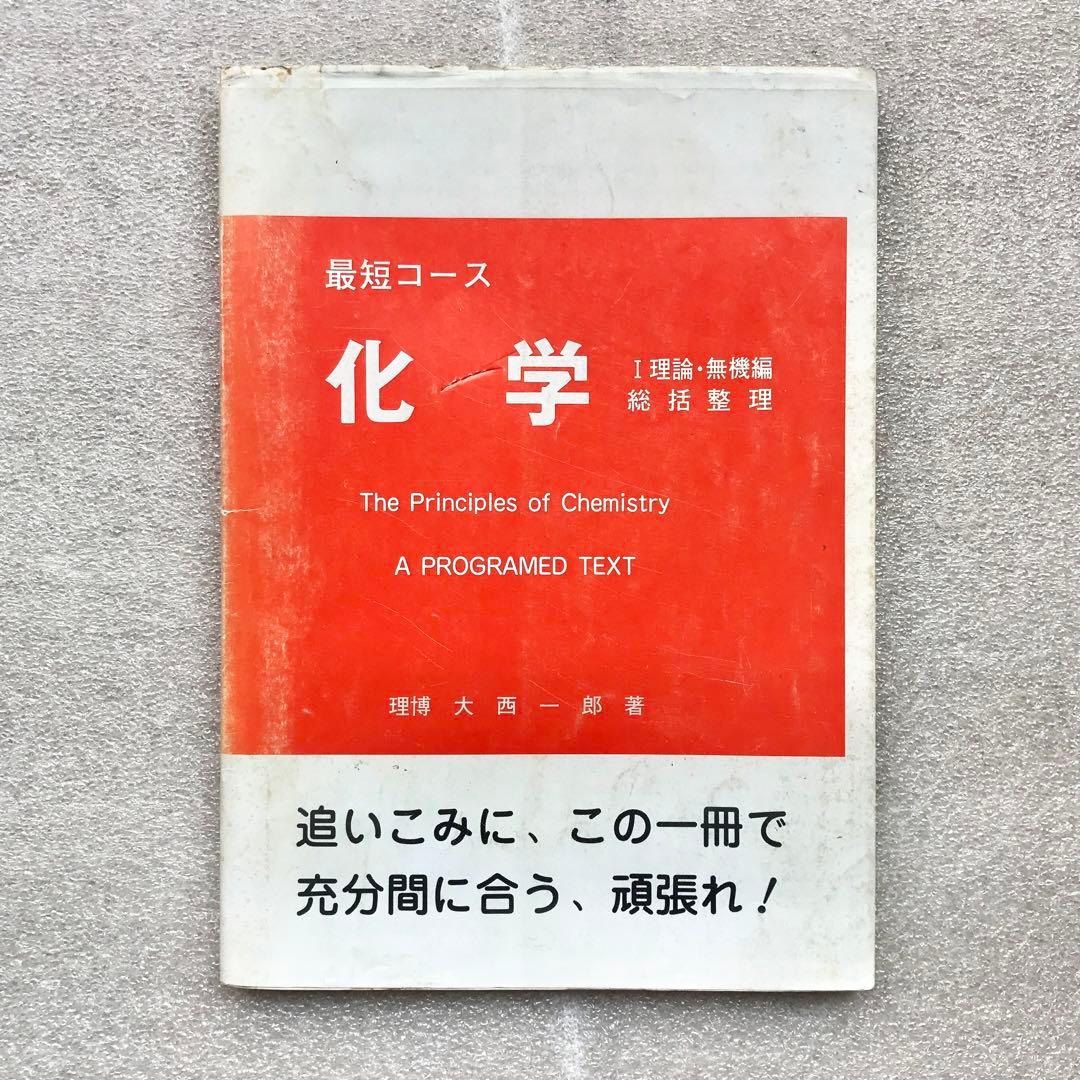 最短コース
化学
I 理論・無機編
総括整理
The Principles of Chemistry
A PROGRAMED TEXT
理博 大西一郎 著
追いこみに、この一冊で
充分間に合う、頑張れ！